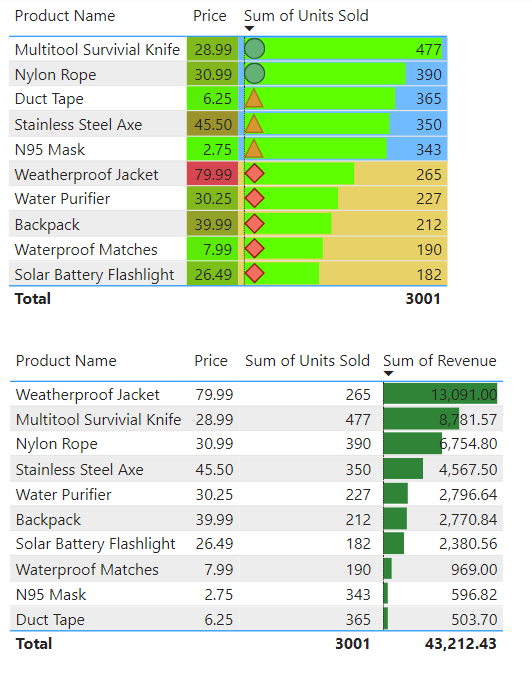 Product Name Price Sum of Units Sold
Multitool Survivial Knife 28.99 477
Nylon Rope 30.99 390
Duct Tape 6.25 365
Stainless Steel Axe 45.50 350
N95 Mask 2.75 343
Weatherproof Jacket 79.99 265
Water Purifier 30.25 227
Backpack 39.99 212
Waterproof Matches 7.99 190
Solar Battery Flashlight 26.49 182
Total 3001
Product Name Price Sum of Units Sold Sum of Revenue
Weatherproof Jacket 79.99 265 13,091.00
Multitool Survivial Knife 28.99 477 8,781.57
Nylon Rope 30.99 390 6,754.80
Stainless Steel Axe 45.50 350 4,567.50
Water Purifier 30.25 227 2,796.64
Backpack 39.99 212 2,770.84
Solar Battery Flashlight 26.49 182 2,380.56
Waterproof Matches 7.99 190 969.00
N95 Mask 2.75 343 596.82
Duct Tape 6.25 365 503.70
Total 3001 43,212.43